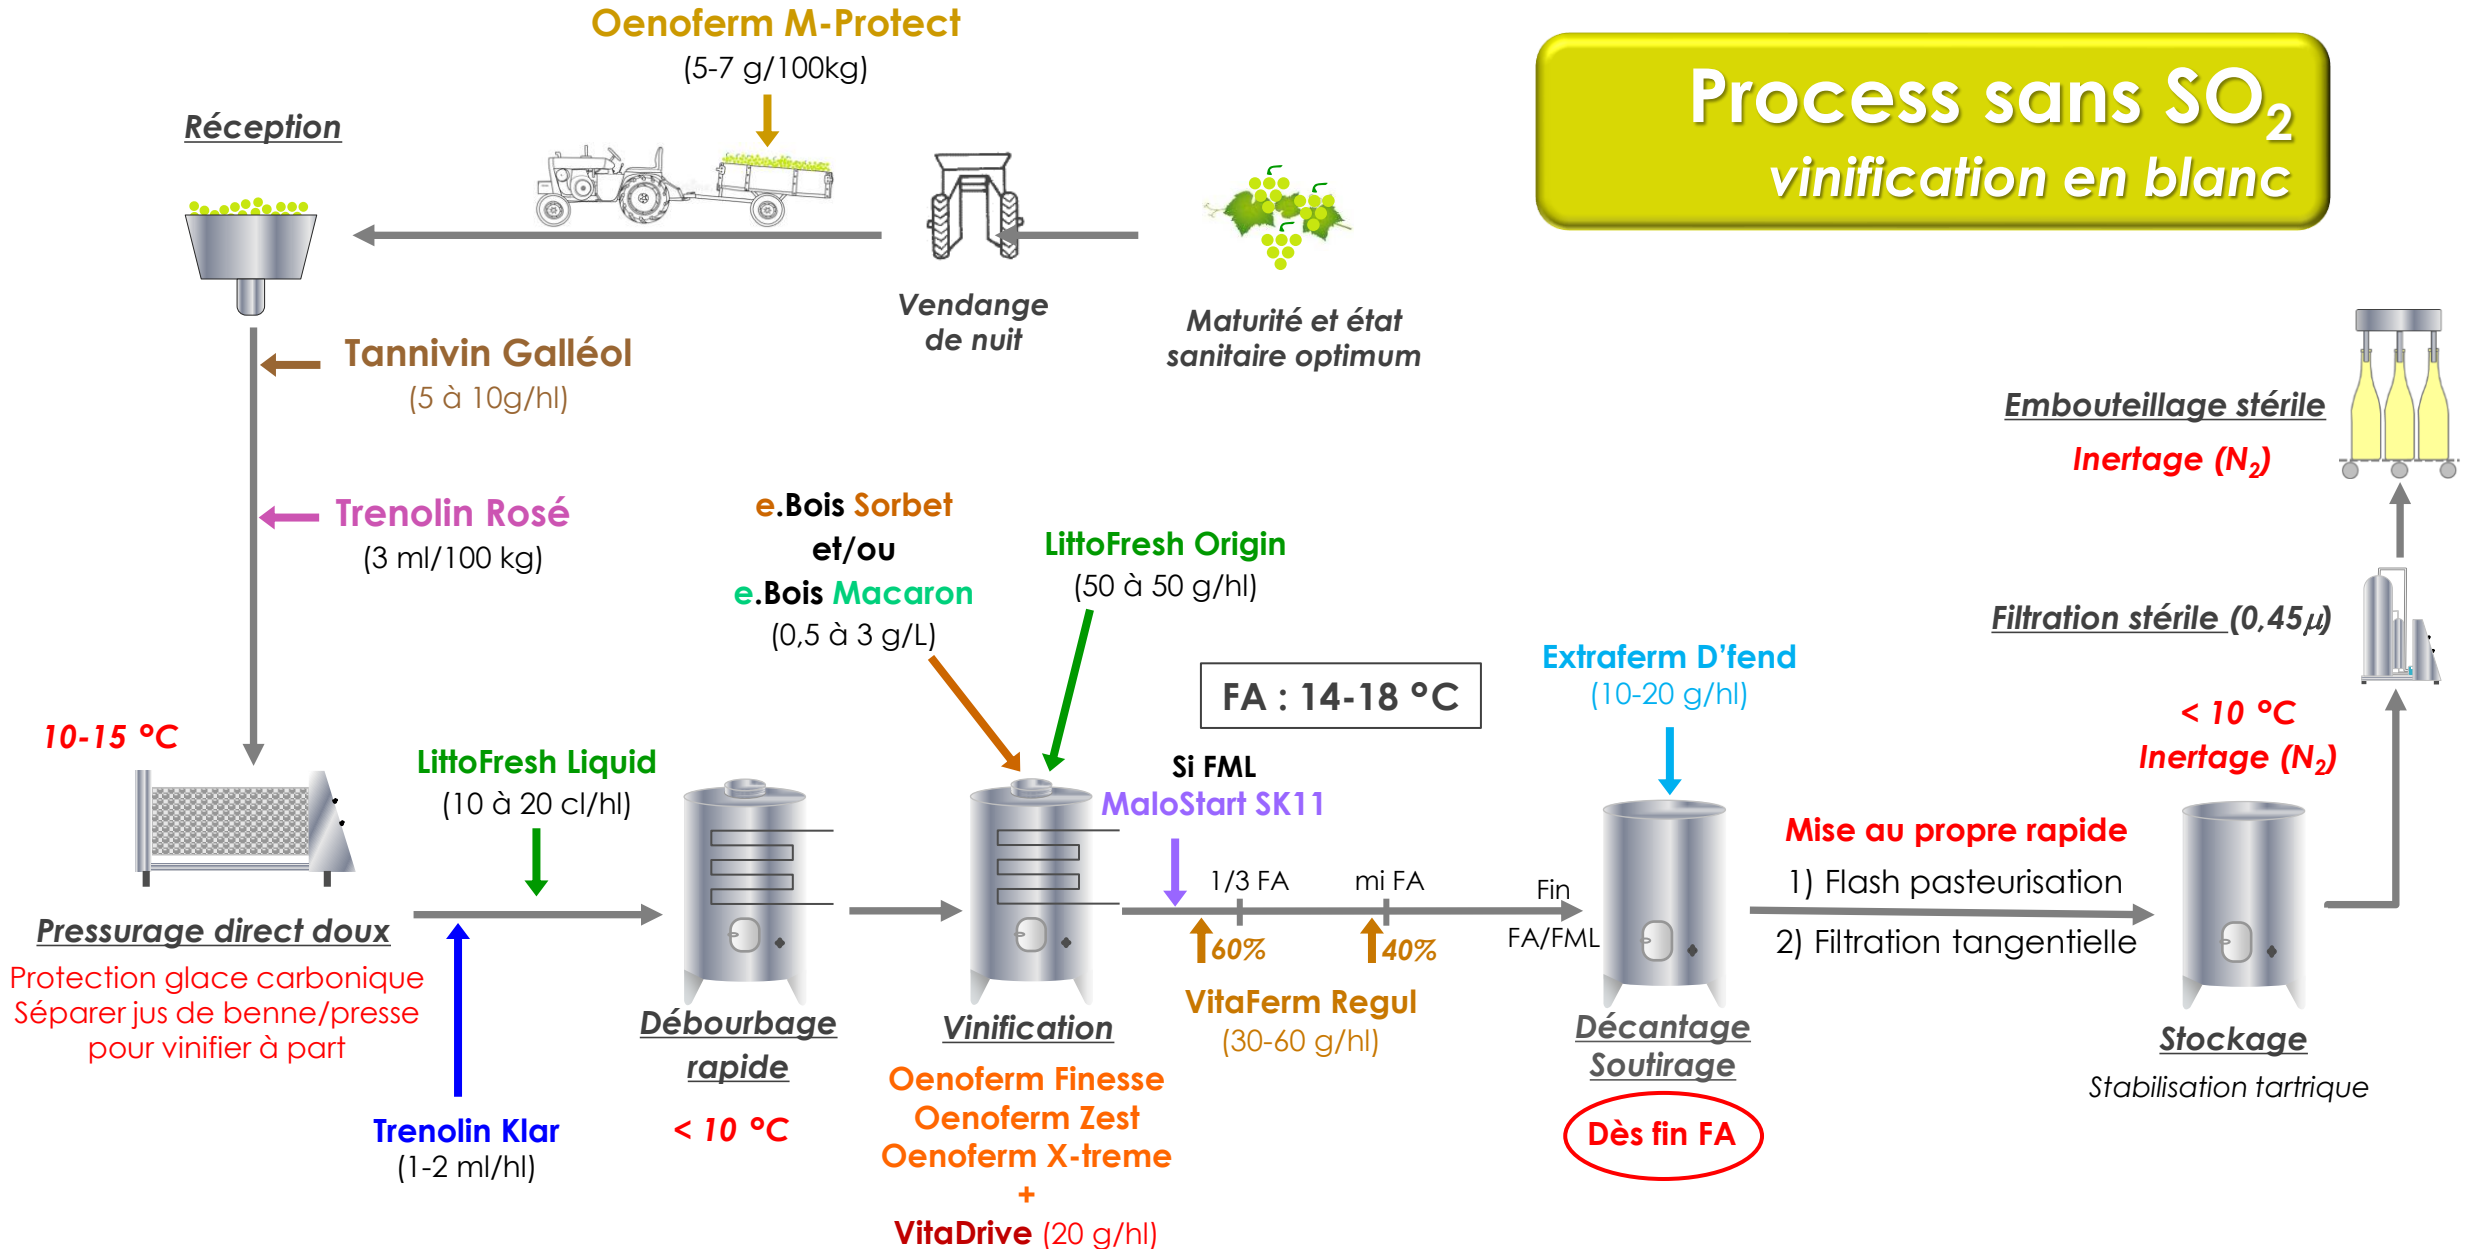 Process sans SO₂
vinification en blanc
Oenoferm M-Protect
(5-7 g/100kg)
Réception
Vendange
de nuit
Maturité et état
sanitaire optimum
Tannivin Galléol
(5 à 10g/hl)
Trenolin Rosé
(3 ml/100 kg)
10-15 °C
Pressurage direct doux
Protection glace carbonique
Séparer jus de benne/presse
pour vinifier à part
LittoFresh Liquid
(10 à 20 cl/hl)
Trenolin Klar
(1-2 ml/hl)
Débourbage
rapide
< 10 °C
e.Bois Sorbet
et/ou
e.Bois Macaron
(0,5 à 3 g/L)
LittoFresh Origin
(50 à 50 g/hl)
Vinification
Oenoferm Finesse
Oenoferm Zest
Oenoferm X-treme
+
VitaDrive (20 g/hl)
FA : 14-18 °C
Si FML
MaloStart SK11
1/3 FA
mi FA
Fin
FA/FML
60%
40%
VitaFerm Regul
(30-60 g/hl)
Extraferm D'fend
(10-20 g/hl)
Décantage
Soutirage
Dès fin FA
Mise au propre rapide
1) Flash pasteurisation
2) Filtration tangentielle
< 10 °C
Inertage (N₂)
Stockage
Stabilisation tartrique
Filtration stérile (0,45μ)
Embouteillage stérile
Inertage (N₂)